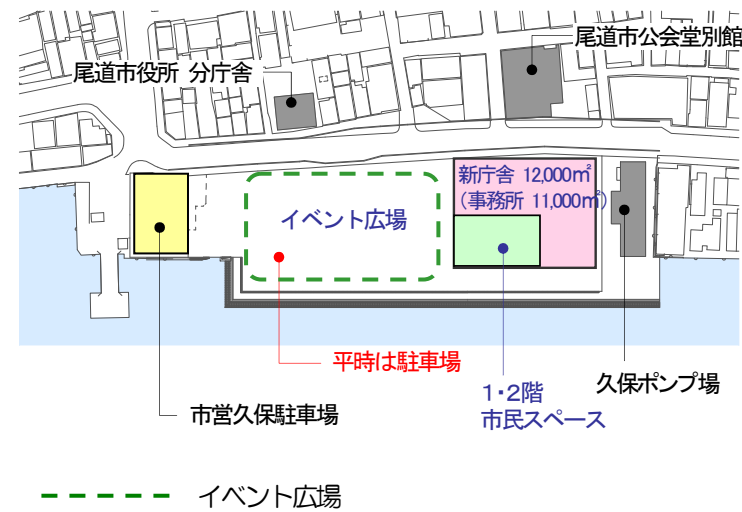 尾道市公会堂別館
尾道市役所 分庁舎
新庁舎 12,000㎡
（事務所 11,000㎡）
イベント広場
平時は駐車場
1・2階
市民スペース
久保ポンプ場
市営久保駐車場
イベント広場